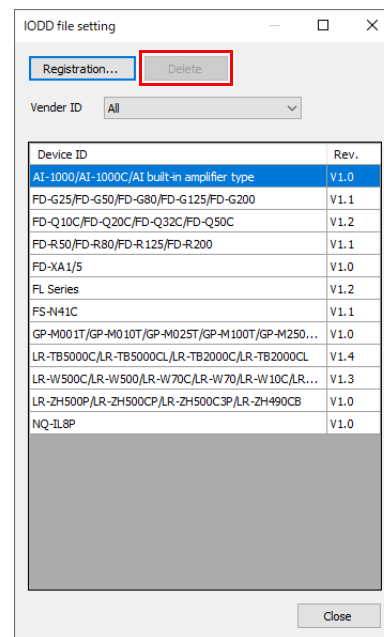 IODD file setting
Registration... Delete
Vender ID All
Device ID Rev.
AI-1000/AI-1000C/AI built-in amplifier type V1.0
FD-G25/FD-G50/FD-G80/FD-G125/FD-G200 V1.1
FD-Q10C/FD-Q20C/FD-Q32C/FD-Q50C V1.2
FD-R50/FD-R80/FD-R125/FD-R200 V1.1
FD-XA1/5 V1.0
FL Series V1.2
FS-N41C V1.1
GP-M001T/GP-M010T/GP-M025T/GP-M100T/GP-M250... V1.0
LR-TB5000C/LR-TB5000CL/LR-TB2000C/LR-TB2000CL V1.4
LR-W500C/LR-W500/LR-W70C/LR-W70/LR-W10C/LR... V1.3
LR-ZH500P/LR-ZH500CP/LR-ZH500C3P/LR-ZH490CB V1.0
NQ-IL8P V1.0
Close